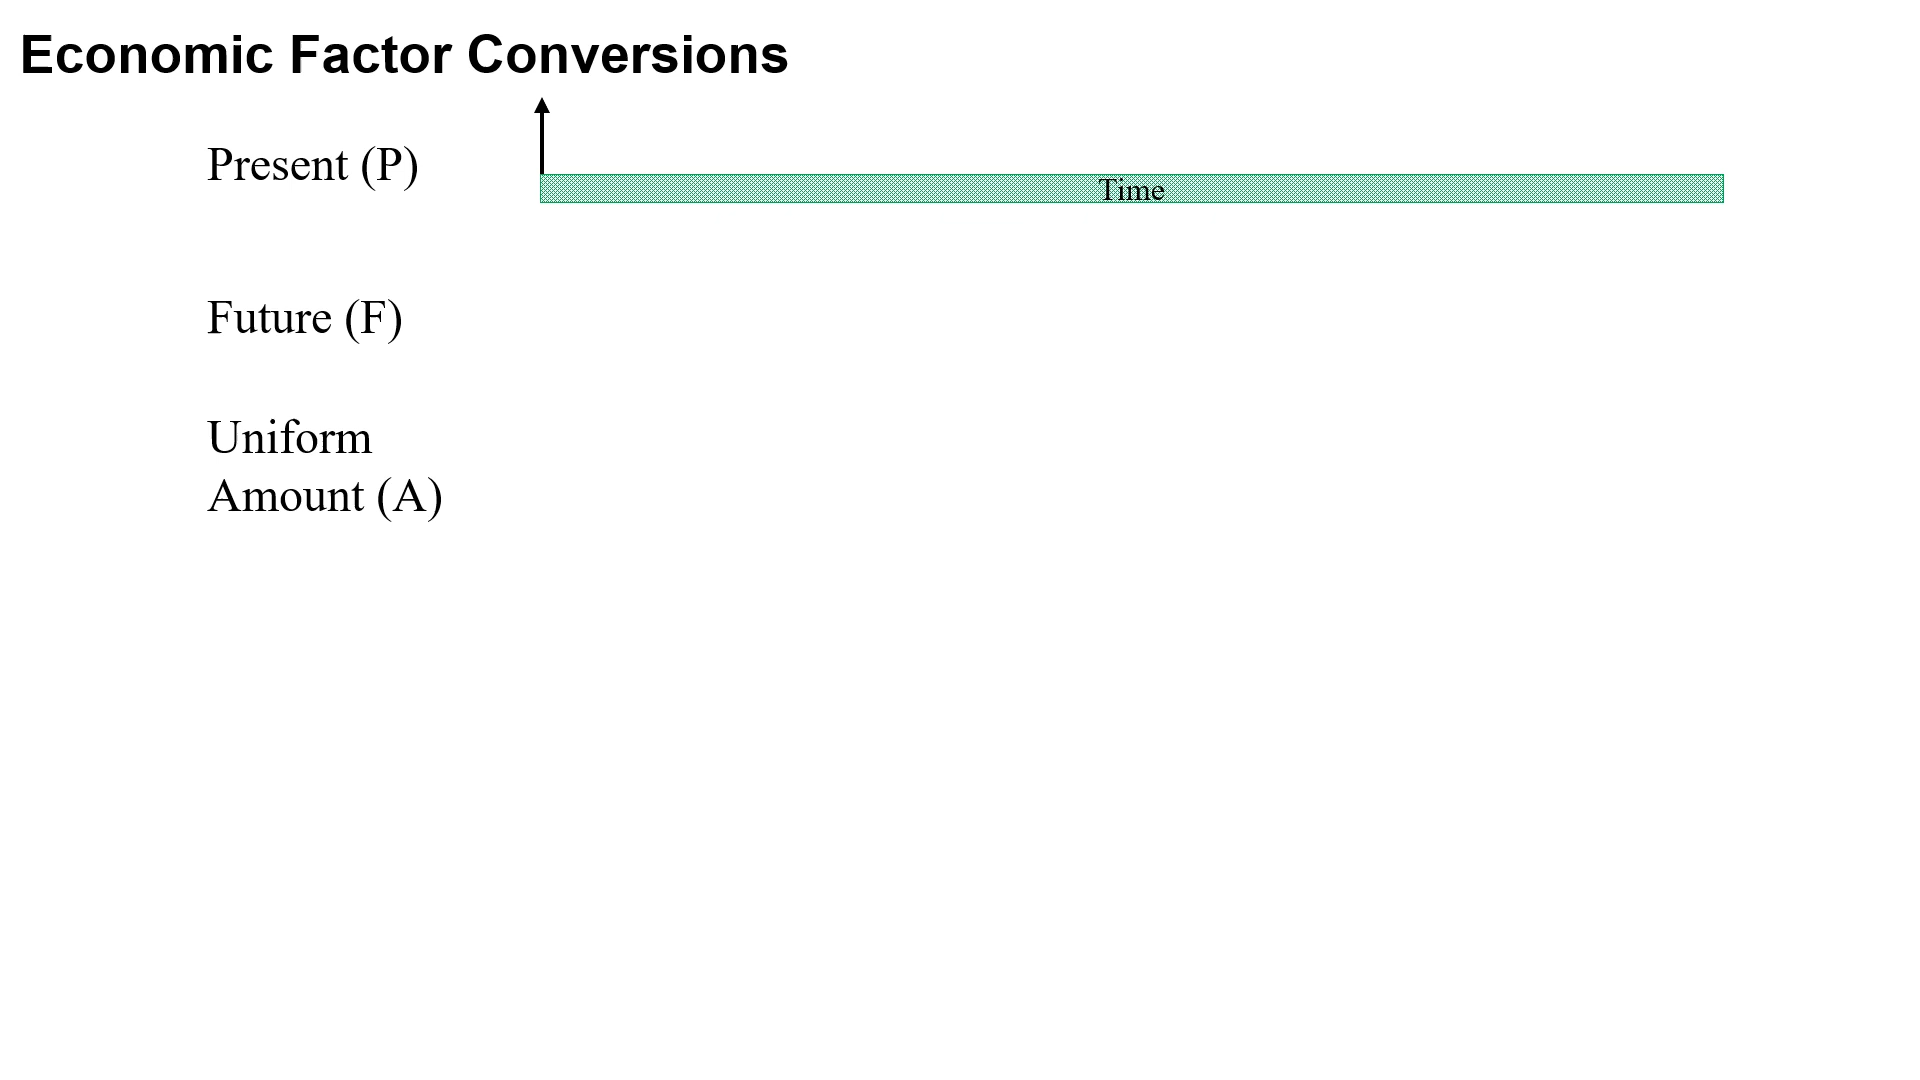 Economic Factor Conversions
Present (P)
Time
Future (F)
Uniform
Amount (A)